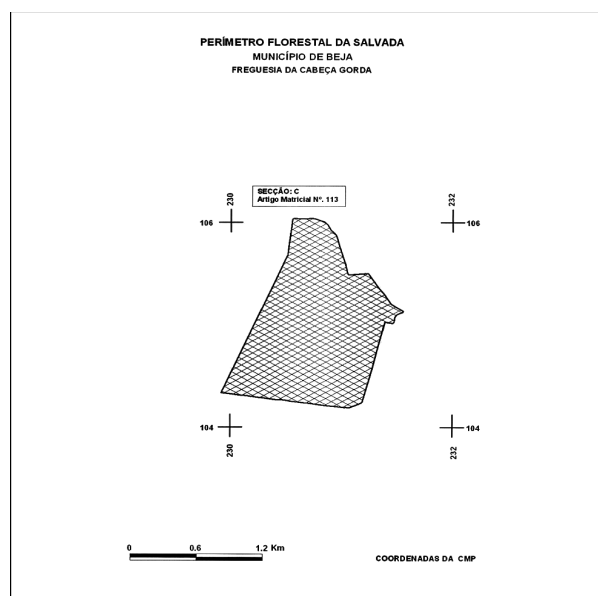 PERÍMETRO FLORESTAL DA SALVADA
MUNICÍPIO DE BEJA
FREGUESIA DA CABEÇA GORDA
230
232
SECÇÃO: C
Artigo Matricial Nº. 113
106
106
104
104
230
232
0 0.6 1.2 Km
COORDENADAS DA CMP